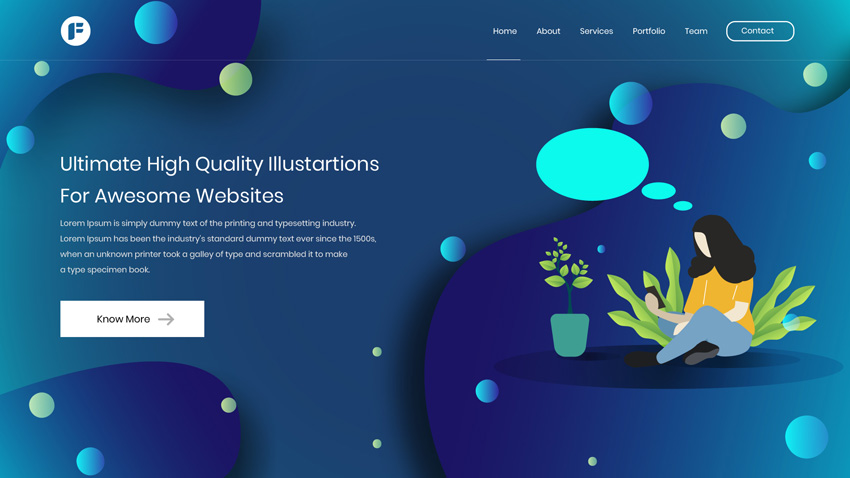 F
Home
About
Services
Portfolio
Team
Contact
Ultimate High Quality Illustartions
For Awesome Websites
Lorem Ipsum is simply dummy text of the printing and typesetting industry.
Lorem Ipsum has been the industry's standard dummy text ever since the 1500s,
when an unknown printer took a galley of type and scrambled it to make
a type specimen book.
Know More